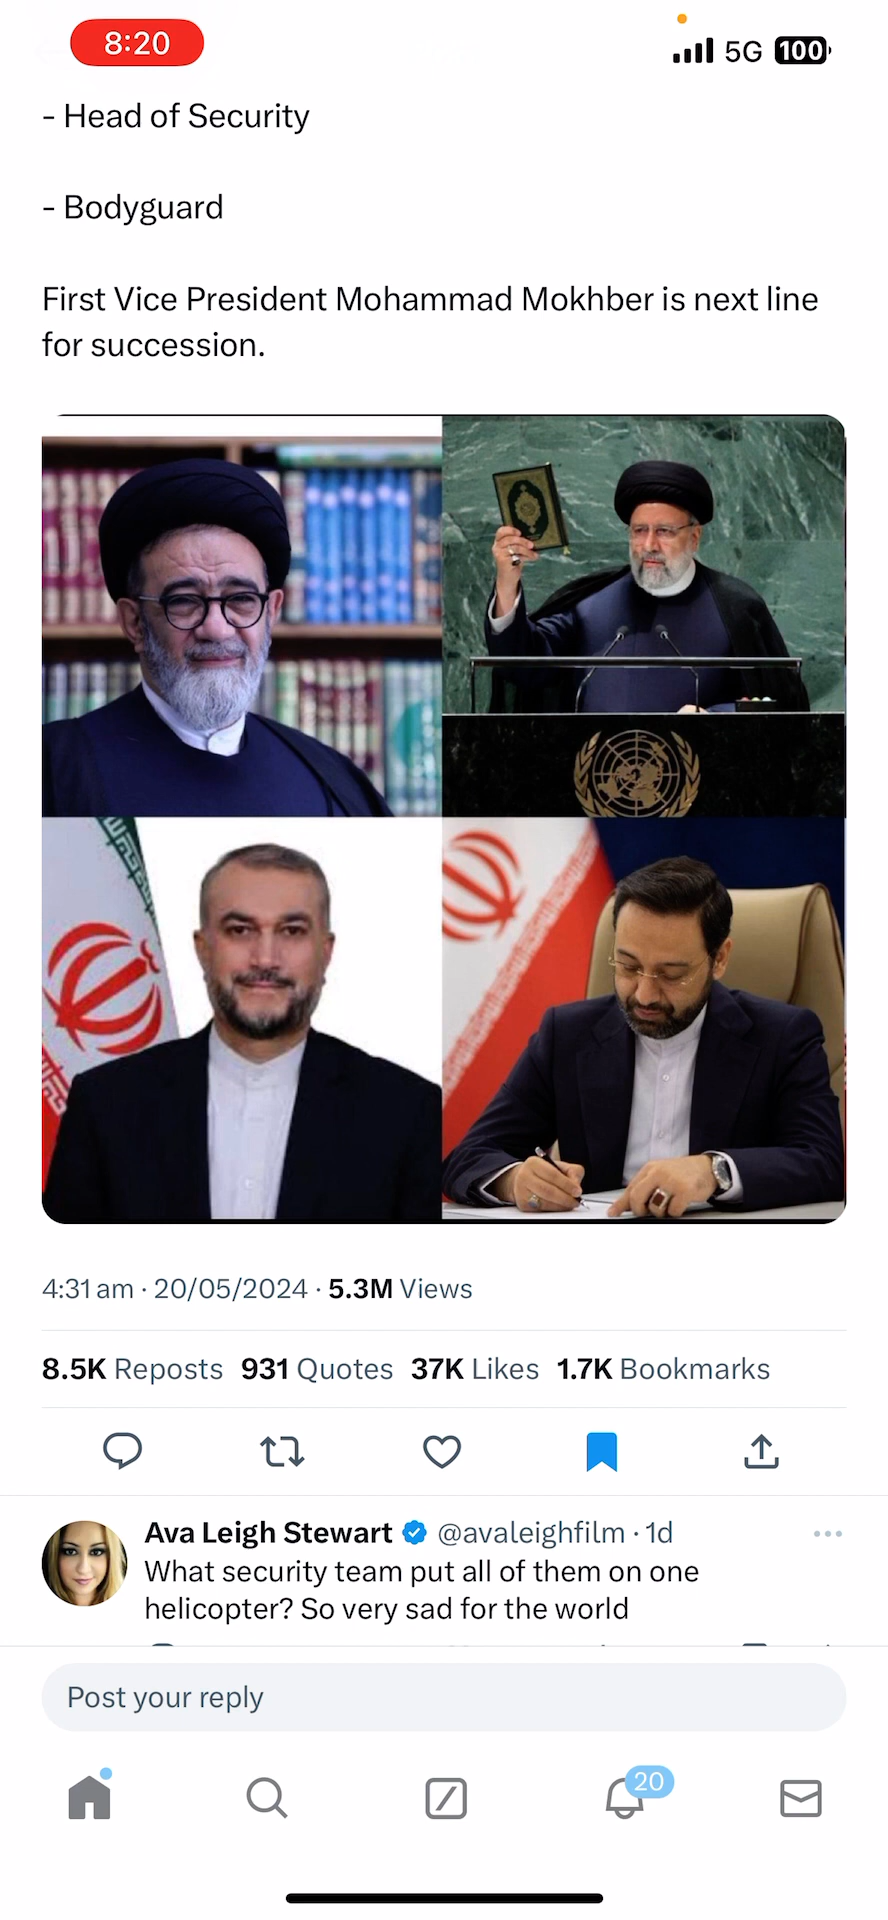 8:20
5G 100
- Head of Security
- Bodyguard
First Vice President Mohammad Mokhber is next line
for succession.
4:31 am · 20/05/2024 · 5.3M Views
8.5K Reposts 931 Quotes 37K Likes 1.7K Bookmarks
Ava Leigh Stewart @avaleighfilm · 1d
What security team put all of them on one
helicopter? So very sad for the world
Post your reply
20